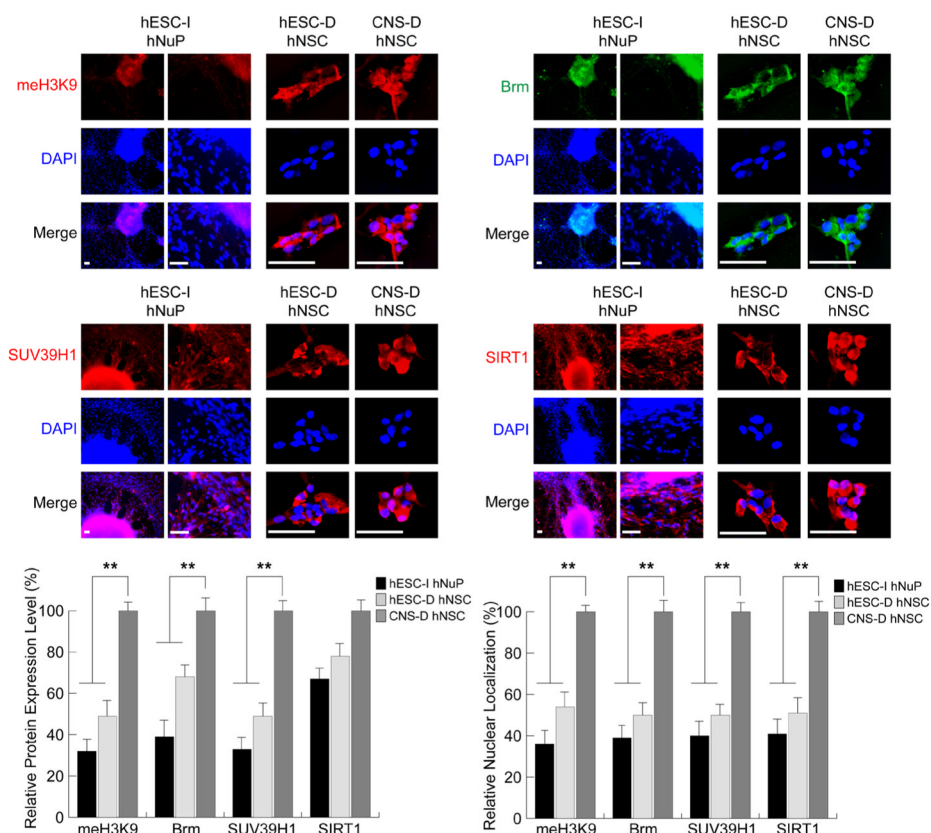 hESC-I hESC-D CNS-D
hNuP hNSC hNSC
meH3K9
DAPI
Merge
hESC-I hESC-D CNS-D
hNuP hNSC hNSC
Brm
DAPI
Merge
hESC-I hESC-D CNS-D
hNuP hNSC hNSC
SUV39H1
DAPI
Merge
hESC-I hESC-D CNS-D
hNuP hNSC hNSC
SIRT1
DAPI
Merge
Relative Protein Expression Level (%)
** ** **
hESC-I hNuP
hESC-D hNSC
CNS-D hNSC
100
80
60
40
20
0
meH3K9 Brm SUV39H1 SIRT1
Relative Nuclear Localization (%)
** ** ** **
hESC-I hNuP
hESC-D hNSC
CNS-D hNSC
100
80
60
40
20
0
meH3K9 Brm SUV39H1 SIRT1